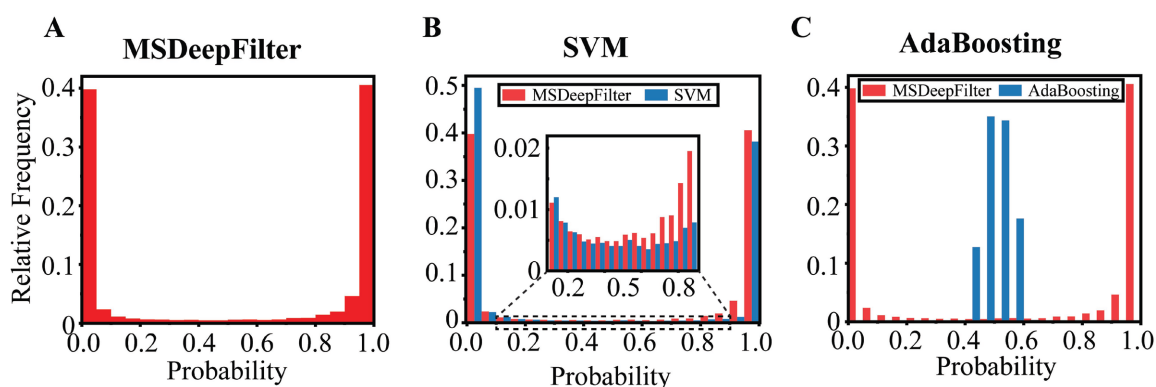 A
MSDeepFilter
Relative Frequency
0.4
0.3
0.2
0.1
0
0.0 0.2 0.4 0.6 0.8 1.0
Probability
B
SVM
MSDeepFilter SVM
0.5
0.4
0.3
0.2
0.1
0
0.02
0.01
0
0.2 0.5 0.8
0.0 0.2 0.4 0.6 0.8 1.0
Probability
C
AdaBoosting
MSDeepFilter AdaBoosting
0.4
0.3
0.2
0.1
0
0.0 0.2 0.4 0.6 0.8 1.0
Probability